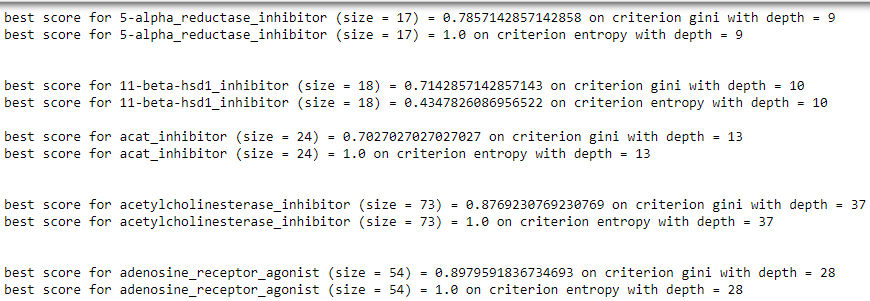 best score for 5-alpha_reductase_inhibitor (size = 17) = 0.7857142857142858 on criterion gini with depth = 9
best score for 5-alpha_reductase_inhibitor (size = 17) = 1.0 on criterion entropy with depth = 9
best score for 11-beta-hsd1_inhibitor (size = 18) = 0.7142857142857143 on criterion gini with depth = 10
best score for 11-beta-hsd1_inhibitor (size = 18) = 0.4347826086956522 on criterion entropy with depth = 10
best score for acat_inhibitor (size = 24) = 0.7027027027027027 on criterion gini with depth = 13
best score for acat_inhibitor (size = 24) = 1.0 on criterion entropy with depth = 13
best score for acetylcholinesterase_inhibitor (size = 73) = 0.8769230769230769 on criterion gini with depth = 37
best score for acetylcholinesterase_inhibitor (size = 73) = 1.0 on criterion entropy with depth = 37
best score for adenosine_receptor_agonist (size = 54) = 0.8979591836734693 on criterion gini with depth = 28
best score for adenosine_receptor_agonist (size = 54) = 1.0 on criterion entropy with depth = 28